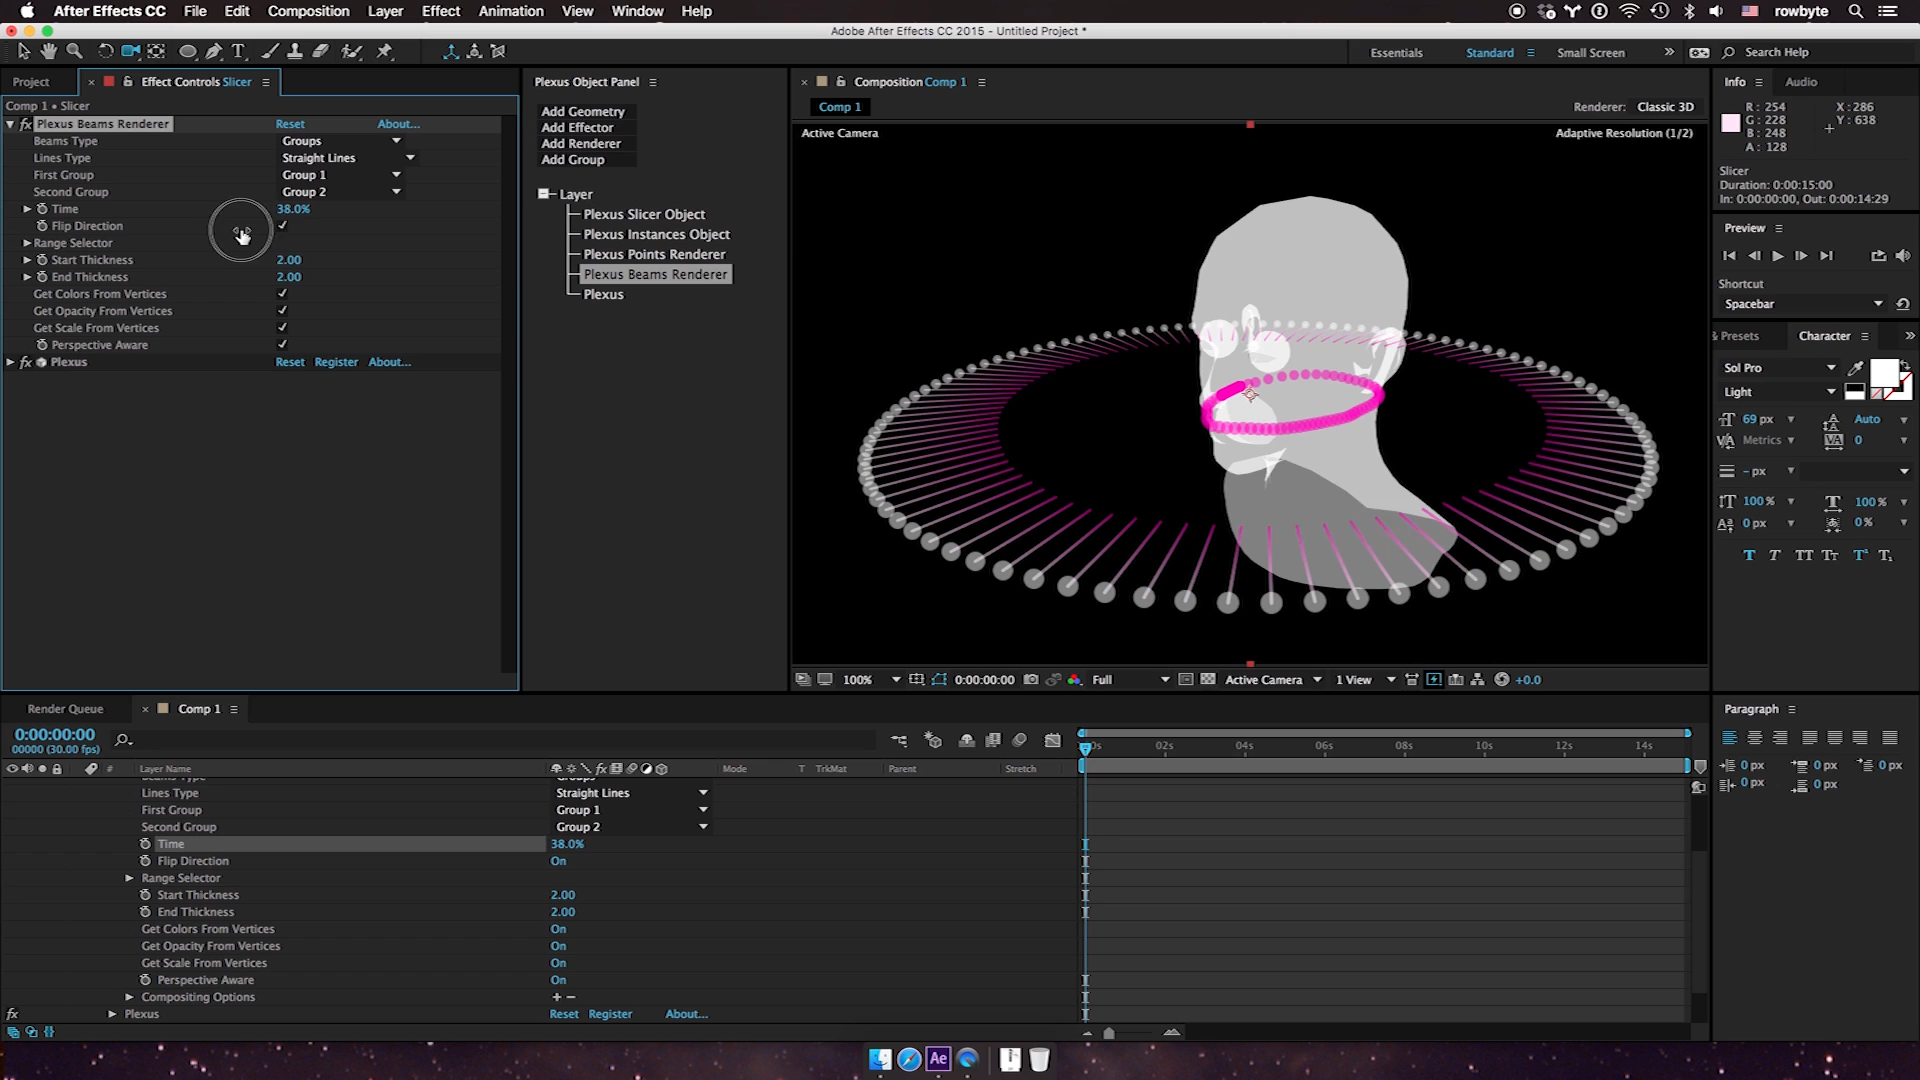 After Effects CC File Edit Composition Layer Effect Animation View Window Help rowbyte
Adobe After Effects CC 2015 - Untitled Project *
Essentials Standard Small Screen Search Help
Project Effect Controls Slicer
Comp 1 • Slicer
Plexus Beams Renderer Reset About...
Beams Type Groups
Lines Type Straight Lines
First Group Group 1
Second Group Group 2
Time 38.0%
Flip Direction
Range Selector
Start Thickness 2.00
End Thickness 2.00
Get Colors From Vertices
Get Opacity From Vertices
Get Scale From Vertices
Perspective Aware
Plexus Reset Register About...
Plexus Object Panel
Add Geometry
Add Effector
Add Renderer
Add Group
Layer
Plexus Slicer Object
Plexus Instances Object
Plexus Points Renderer
Plexus Beams Renderer
Plexus
Composition Comp 1
Comp 1 Renderer: Classic 3D
Active Camera Adaptive Resolution (1/2)
100% 0:00:00:00 Full Active Camera 1 View +0.0
Info Audio
R: 254 X: 286
G: 228 Y: 638
B: 248
A: 128
Slicer
Duration: 0:00:15:00
In: 0:00:00:00, Out: 0:00:14:29
Preview
Shortcut
Spacebar
& Presets Character
Sol Pro
Light
69 px Auto
Metrics 0
- px
100% 100%
0 px 0%
T T TT Tt T¹ T₁
Paragraph
0 px 0 px 0 px
0 px 0 px
Render Queue Comp 1
0:00:00:00
00000 (30.00 fps)
# Layer Name Mode T TrkMat Parent Stretch
0s 02s 04s 06s 08s 10s 12s 14s
Beams Type Groups
Lines Type Straight Lines
First Group Group 1
Second Group Group 2
Time 38.0%
Flip Direction On
Range Selector
Start Thickness 2.00
End Thickness 2.00
Get Colors From Vertices On
Get Opacity From Vertices On
Get Scale From Vertices On
Perspective Aware On
Compositing Options + −
fx Plexus Reset Register About...
Ae